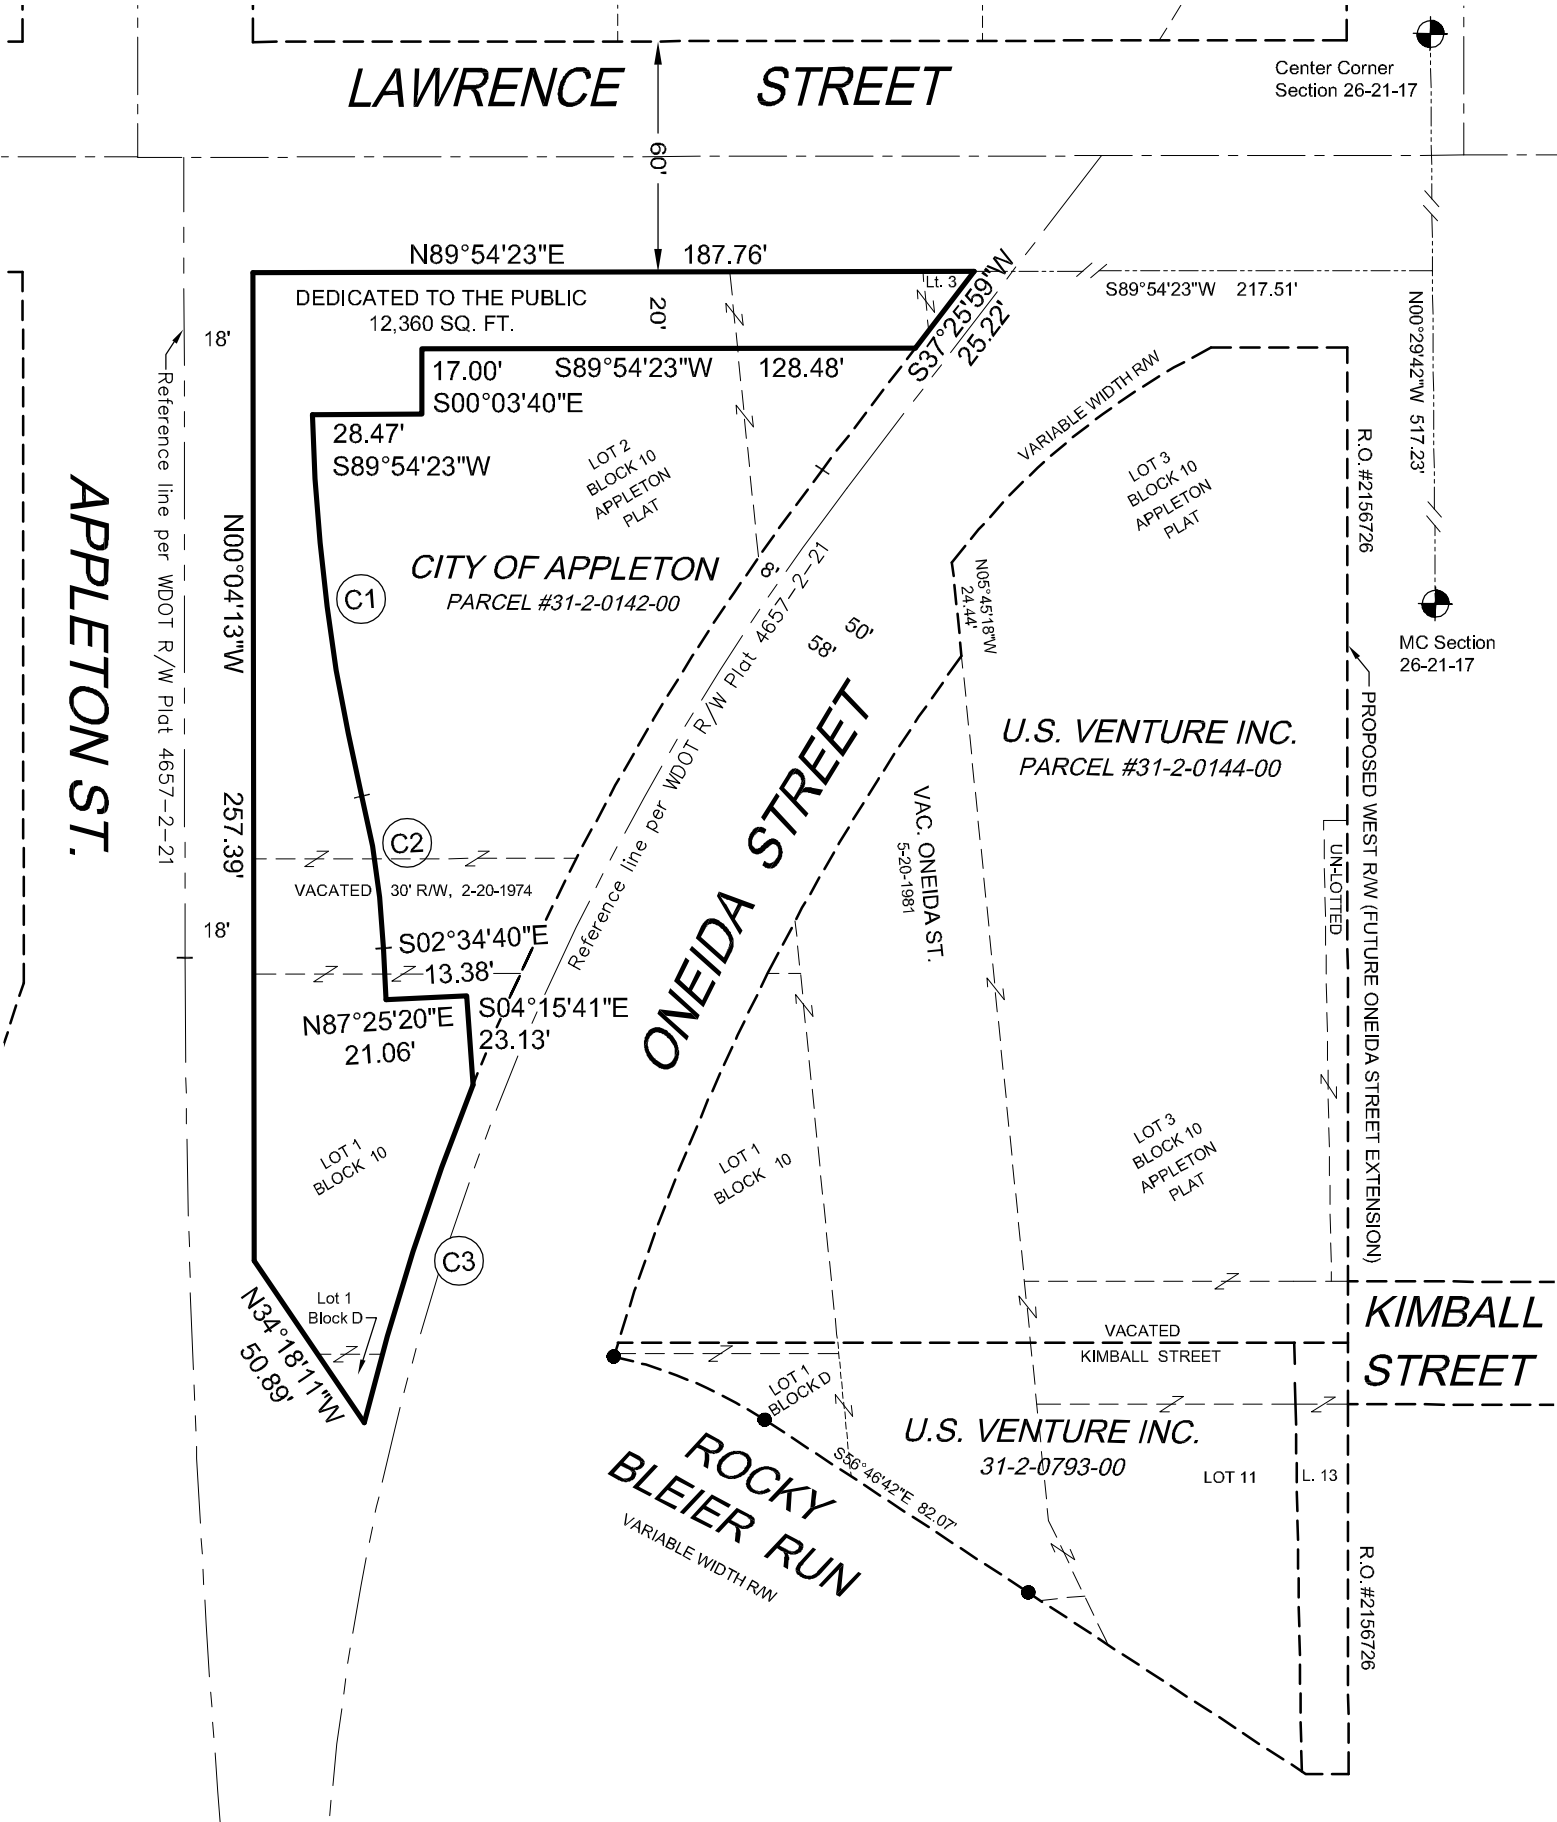 LAWRENCE STREET
Center Corner
Section 26-21-17
60'
N89°54'23"E 187.76'
DEDICATED TO THE PUBLIC
12,360 SQ. FT.
20'
Lt. 3
S37°25'59"W
25.22'
S89°54'23"W 217.51'
N00°29'42"W 517.23'
18'
Reference line per WDOT R/W Plat 4657-2-21
17.00'
S00°03'40"E
S89°54'23"W 128.48'
28.47'
S89°54'23"W
VARIABLE WIDTH R/W
LOT 2
BLOCK 10
APPLETON
PLAT
LOT 3
BLOCK 10
APPLETON
PLAT
R.O. #2156726
APPLETON ST.
N00°04'13"W 257.39'
C1
CITY OF APPLETON
PARCEL #31-2-0142-00
8'
50'
58'
N05°45'18"W
24.44'
MC Section
26-21-17
Reference line per WDOT R/W Plat 4657-2-21
ONEIDA STREET
U.S. VENTURE INC.
PARCEL #31-2-0144-00
PROPOSED WEST R/W (FUTURE ONEIDA STREET EXTENSION)
VAC. ONEIDA ST.
5-20-1981
UN-LOTTED
C2
VACATED 30' R/W, 2-20-1974
18'
S02°34'40"E
13.38'
N87°25'20"E
21.06'
S04°15'41"E
23.13'
LOT 1
BLOCK 10
LOT 1
BLOCK 10
LOT 3
BLOCK 10
APPLETON
PLAT
C3
Lot 1
Block D
N34°18'11"W
50.89'
KIMBALL
STREET
VACATED
KIMBALL STREET
LOT 1
BLOCK D
U.S. VENTURE INC.
31-2-0793-00
LOT 11
L. 13
S56°46'42"E 82.07'
ROCKY
BLEIER RUN
VARIABLE WIDTH R/W
R.O. #2156726